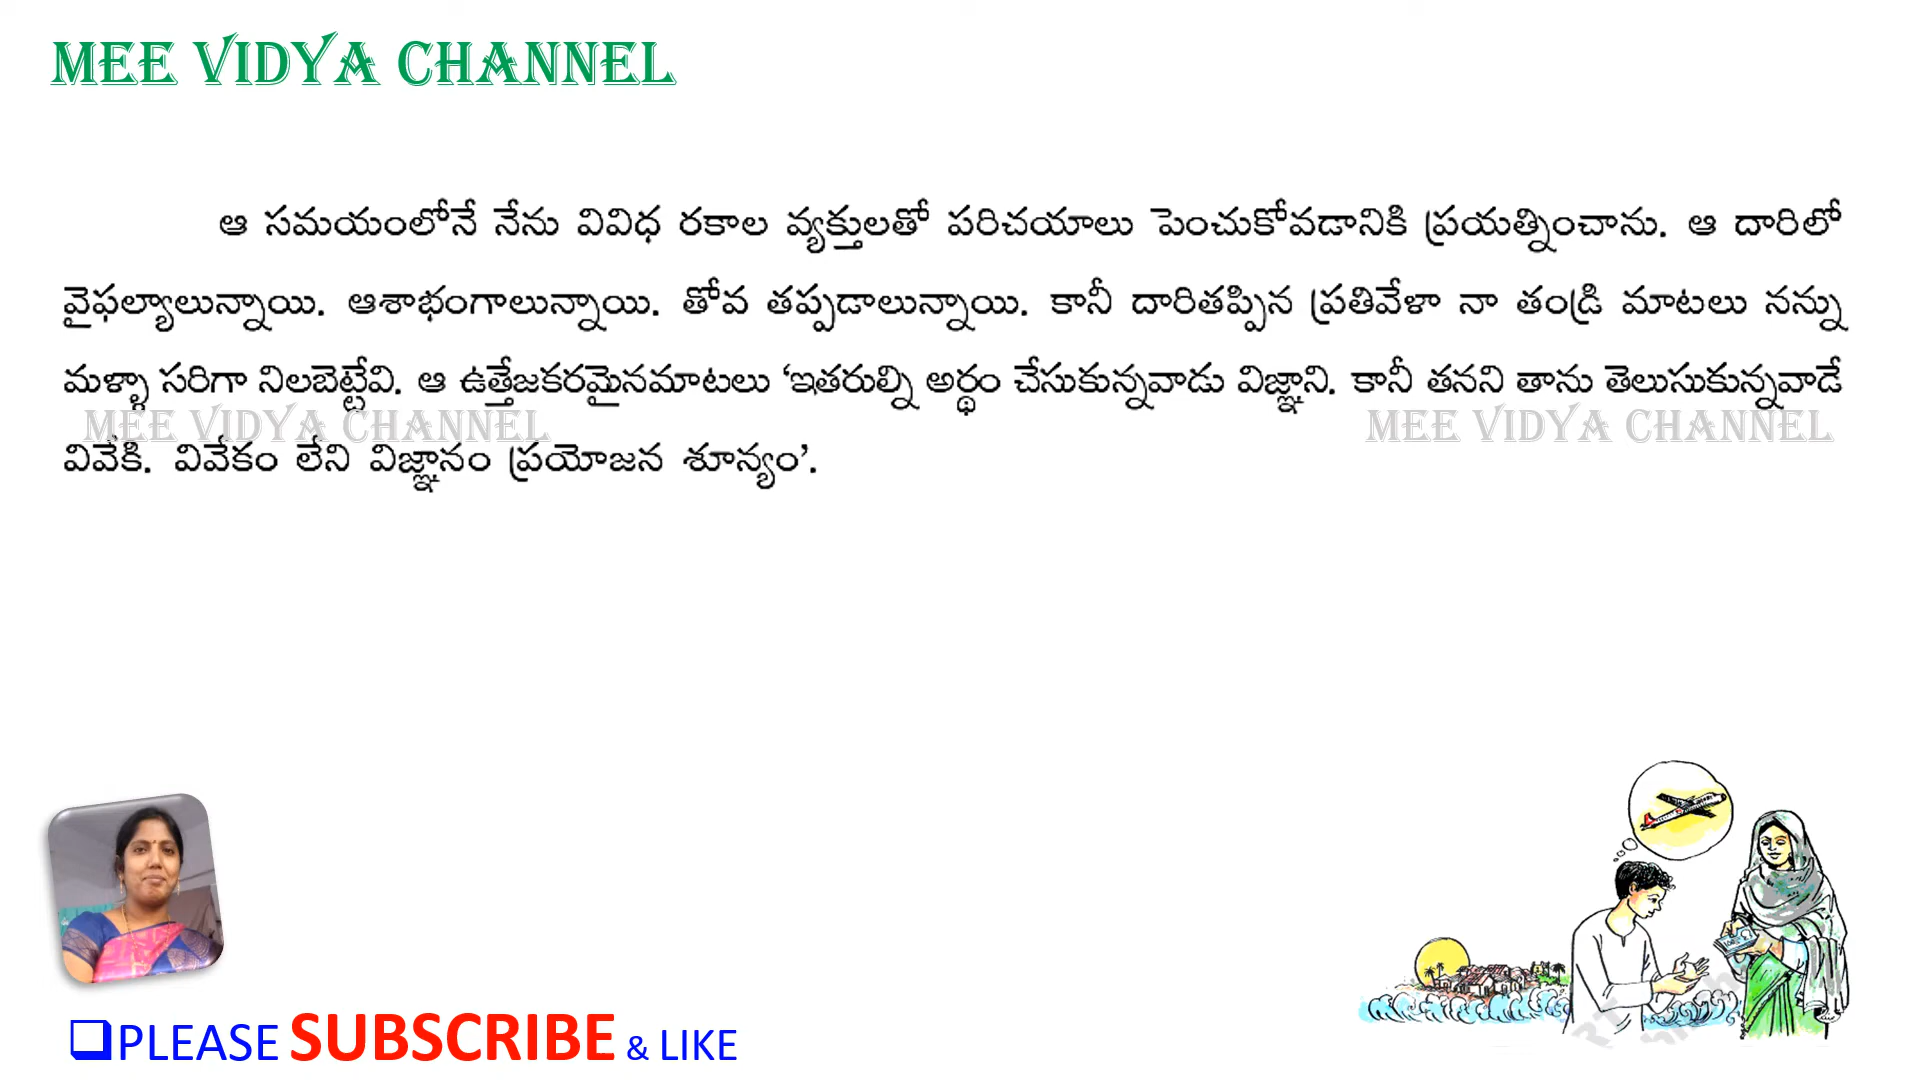 MEE VIDYA CHANNEL
ఆ సమయంలోనే నేను వివిధ రకాల వ్యక్తులతో పరిచయాలు పెంచుకోవడానికి ప్రయత్నించాను. ఆ దారిలో
వైఫల్యాలున్నాయి. ఆశాభంగాలున్నాయి. తోవ తప్పడాలున్నాయి. కానీ దారితప్పిన ప్రతివేళా నా తండ్రి మాటలు నన్ను
మళ్ళా సరిగా నిలబెట్టేవి. ఆ ఉత్తేజకరమైనమాటలు ‘ఇతరుల్ని అర్థం చేసుకున్నవాడు విజ్ఞాని. కానీ తనని తాను తెలుసుకున్నవాడే
MEE VIDYA CHANNEL MEE VIDYA CHANNEL
వివేకి. వివేకం లేని విజ్ఞానం ప్రయోజన శూన్యం’.
PLEASE SUBSCRIBE & LIKE